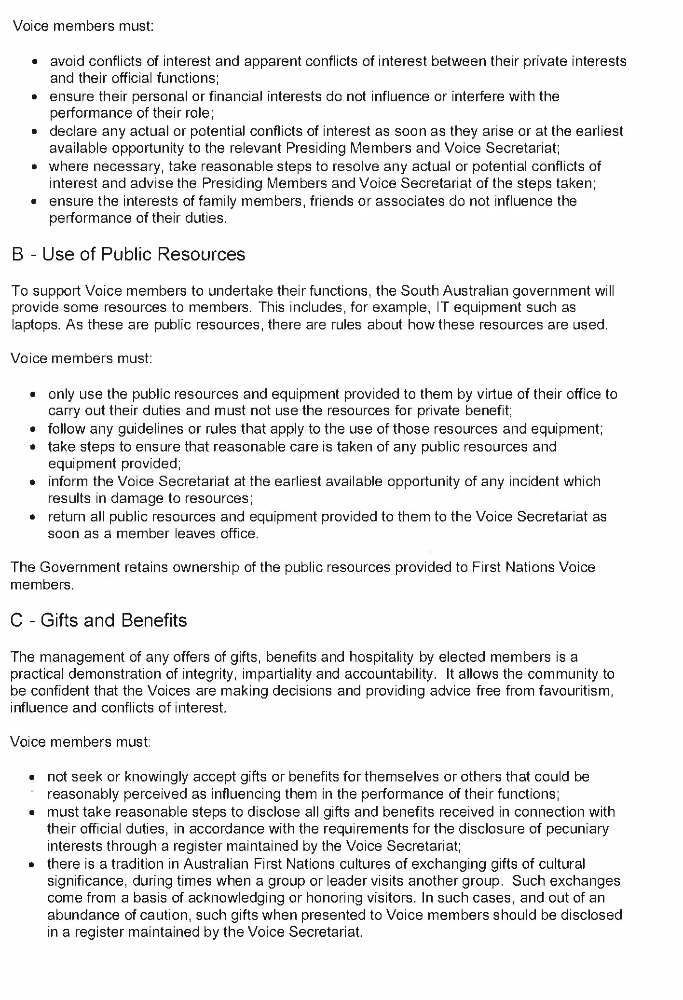 Voice members must:
• avoid conflicts of interest and apparent conflicts of interest between their private interests
and their official functions;
• ensure their personal or financial interests do not influence or interfere with the
performance of their role;
• declare any actual or potential conflicts of interest as soon as they arise or at the earliest
available opportunity to the relevant Presiding Members and Voice Secretariat;
• where necessary, take reasonable steps to resolve any actual or potential conflicts of
interest and advise the Presiding Members and Voice Secretariat of the steps taken;
• ensure the interests of family members, friends or associates do not influence the
performance of their duties.
B - Use of Public Resources
To support Voice members to undertake their functions, the South Australian government will
provide some resources to members. This includes, for example, IT equipment such as
laptops. As these are public resources, there are rules about how these resources are used.
Voice members must:
• only use the public resources and equipment provided to them by virtue of their office to
carry out their duties and must not use the resources for private benefit;
• follow any guidelines or rules that apply to the use of those resources and equipment;
• take steps to ensure that reasonable care is taken of any public resources and
equipment provided;
• inform the Voice Secretariat at the earliest available opportunity of any incident which
results in damage to resources;
• return all public resources and equipment provided to them to the Voice Secretariat as
soon as a member leaves office.
The Government retains ownership of the public resources provided to First Nations Voice
members.
C - Gifts and Benefits
The management of any offers of gifts, benefits and hospitality by elected members is a
practical demonstration of integrity, impartiality and accountability.  It allows the community to
be confident that the Voices are making decisions and providing advice free from favouritism,
influence and conflicts of interest.
Voice members must:
• not seek or knowingly accept gifts or benefits for themselves or others that could be
reasonably perceived as influencing them in the performance of their functions;
• must take reasonable steps to disclose all gifts and benefits received in connection with
their official duties, in accordance with the requirements for the disclosure of pecuniary
interests through a register maintained by the Voice Secretariat;
• there is a tradition in Australian First Nations cultures of exchanging gifts of cultural
significance, during times when a group or leader visits another group.  Such exchanges
come from a basis of acknowledging or honoring visitors. In such cases, and out of an
abundance of caution, such gifts when presented to Voice members should be disclosed
in a register maintained by the Voice Secretariat.